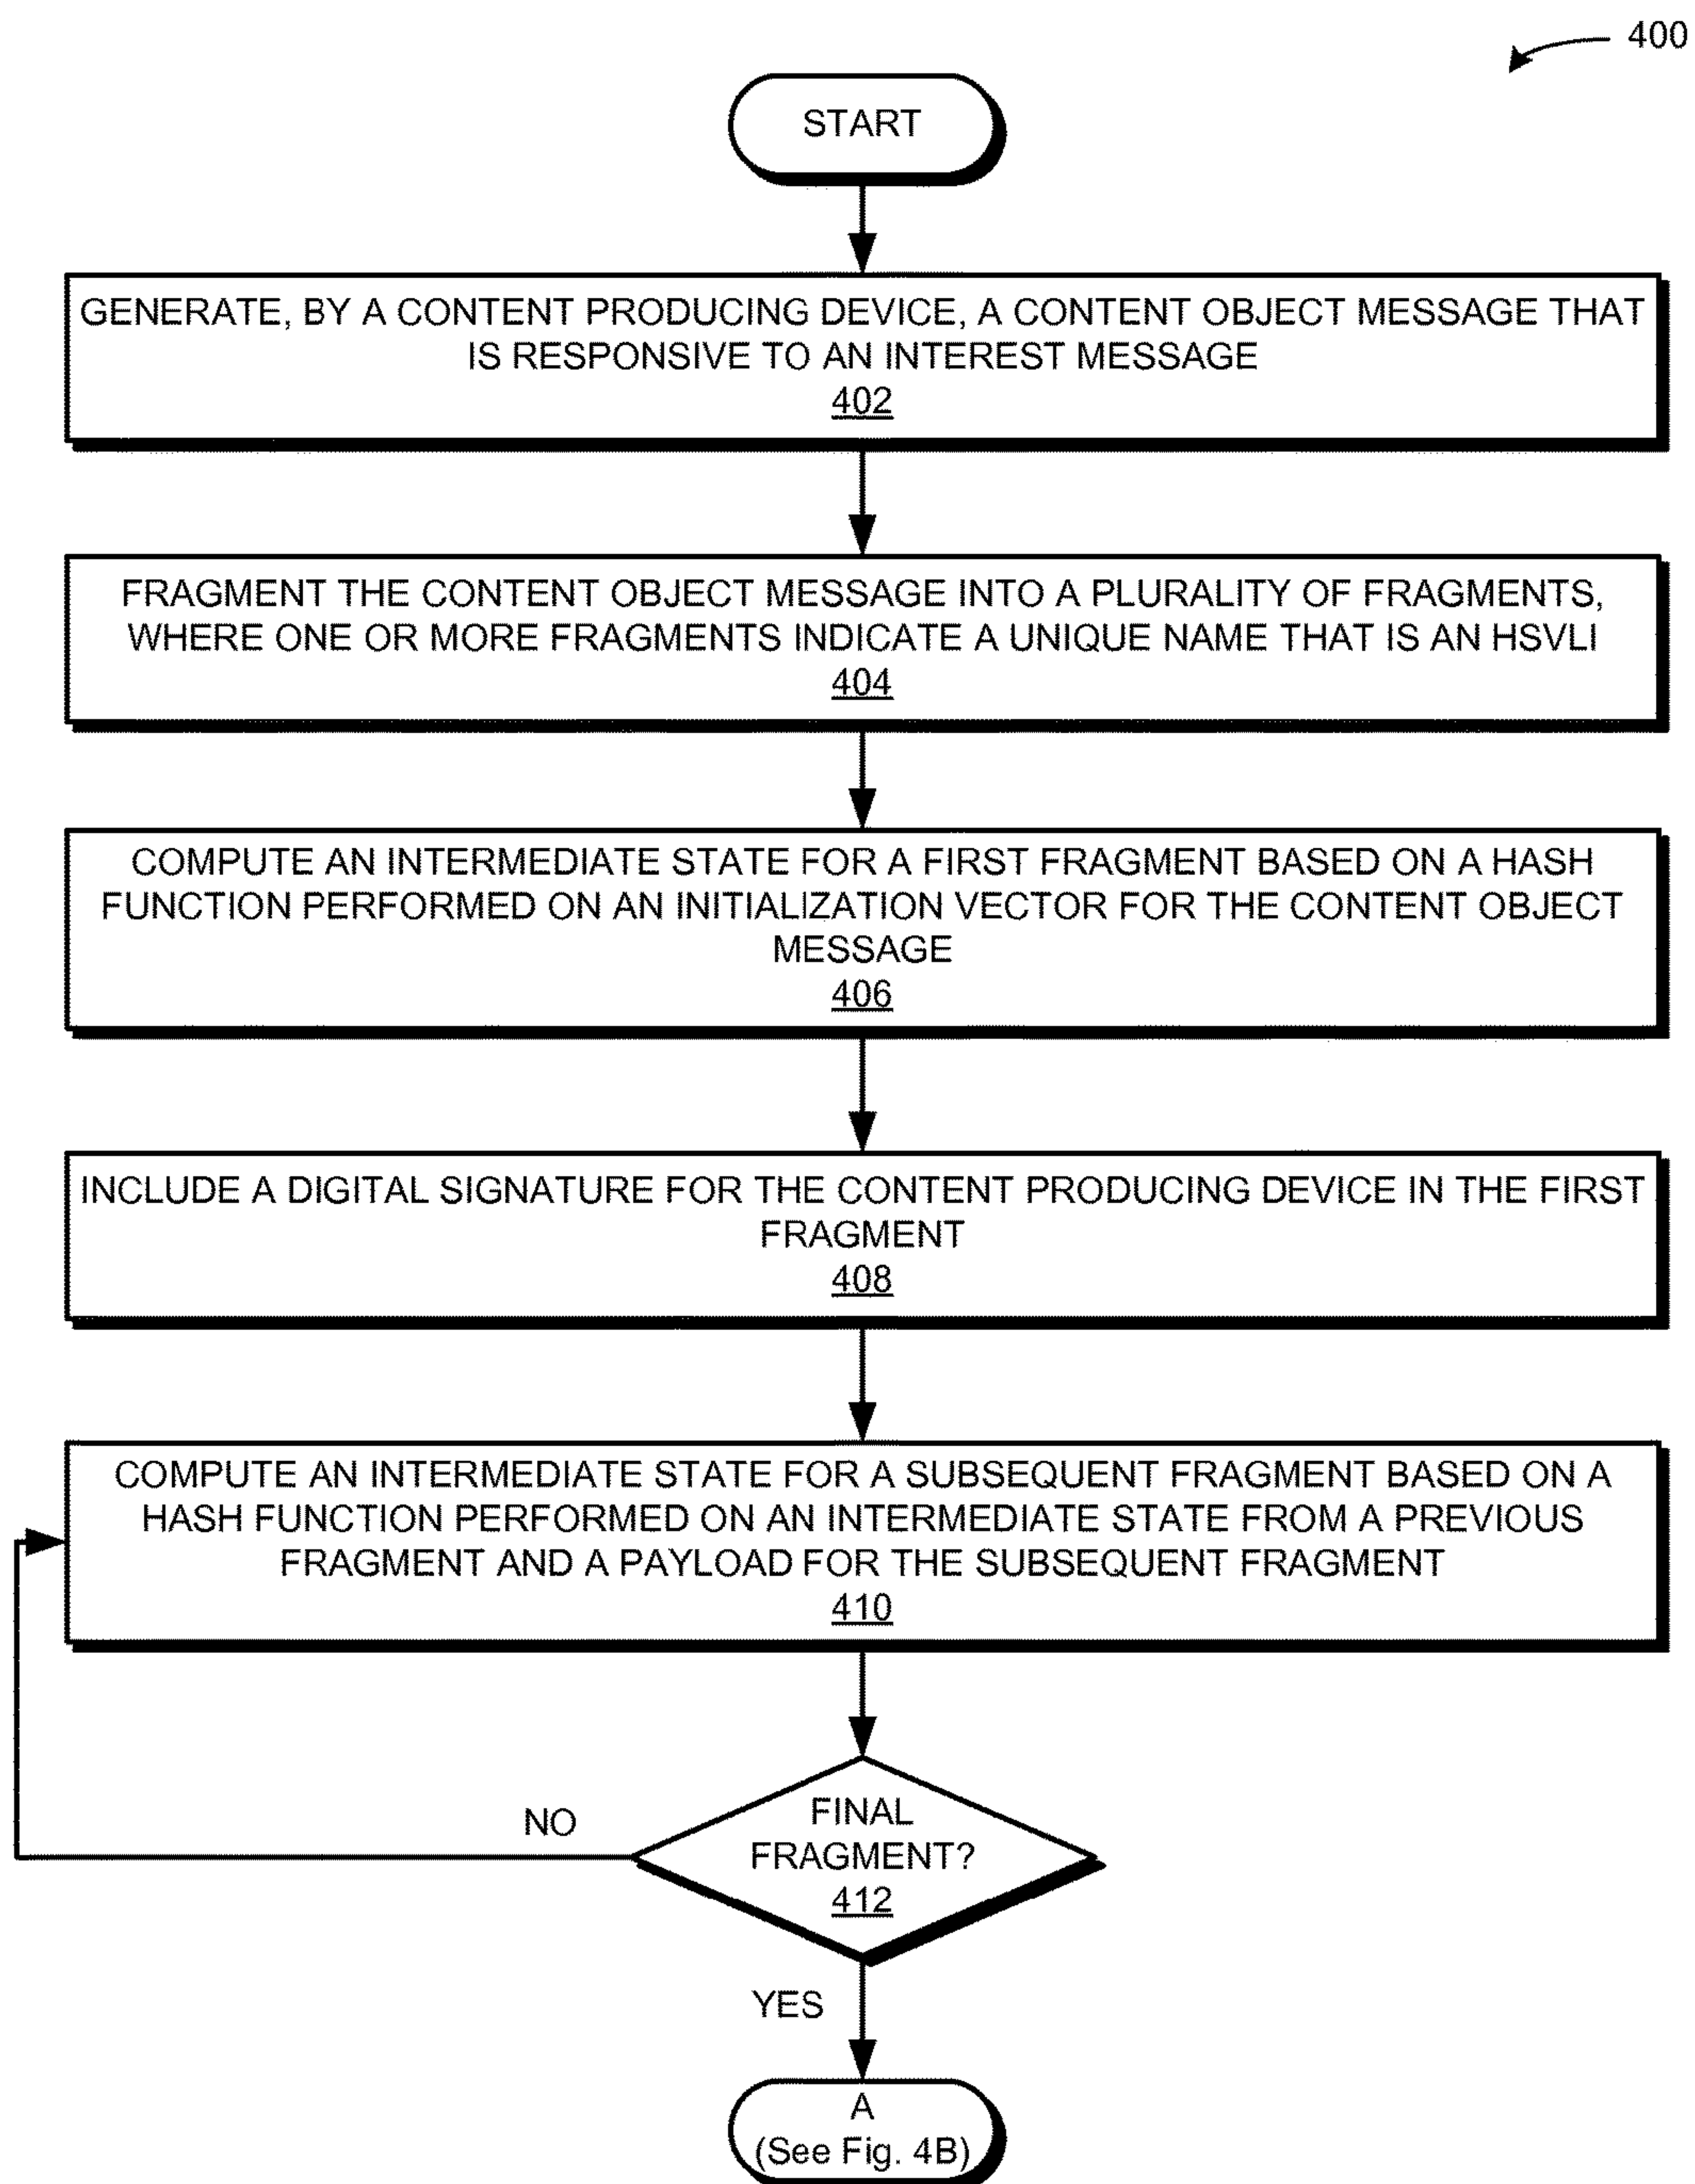 400
START
GENERATE, BY A CONTENT PRODUCING DEVICE, A CONTENT OBJECT MESSAGE THAT
IS RESPONSIVE TO AN INTEREST MESSAGE
402
FRAGMENT THE CONTENT OBJECT MESSAGE INTO A PLURALITY OF FRAGMENTS,
WHERE ONE OR MORE FRAGMENTS INDICATE A UNIQUE NAME THAT IS AN HSVLI
404
COMPUTE AN INTERMEDIATE STATE FOR A FIRST FRAGMENT BASED ON A HASH
FUNCTION PERFORMED ON AN INITIALIZATION VECTOR FOR THE CONTENT OBJECT
MESSAGE
406
INCLUDE A DIGITAL SIGNATURE FOR THE CONTENT PRODUCING DEVICE IN THE FIRST
FRAGMENT
408
COMPUTE AN INTERMEDIATE STATE FOR A SUBSEQUENT FRAGMENT BASED ON A
HASH FUNCTION PERFORMED ON AN INTERMEDIATE STATE FROM A PREVIOUS
FRAGMENT AND A PAYLOAD FOR THE SUBSEQUENT FRAGMENT
410
NO
FINAL
FRAGMENT?
412
YES
A
(See Fig. 4B)